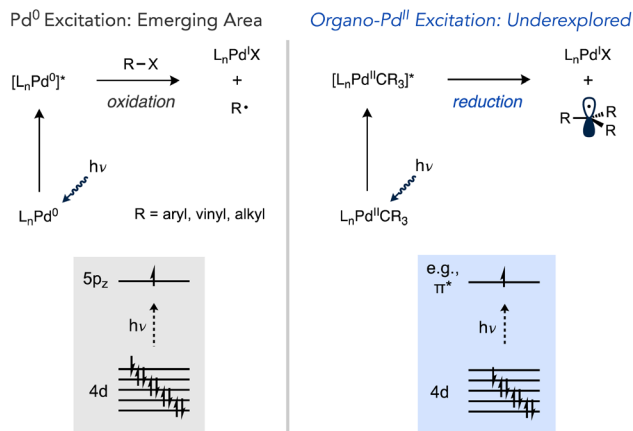 Pd⁰ Excitation: Emerging Area
[LₙPd⁰]*
R–X
oxidation
LₙPdᴵX
+
R•
hν
LₙPd⁰
R = aryl, vinyl, alkyl
5p_z
hν
4d
Organo-Pdᴵᴵ Excitation: Underexplored
[LₙPdᴵᴵCR₃]*
reduction
LₙPdᴵX
+
R
R
R
hν
LₙPdᴵᴵCR₃
e.g.,
π*
hν
4d